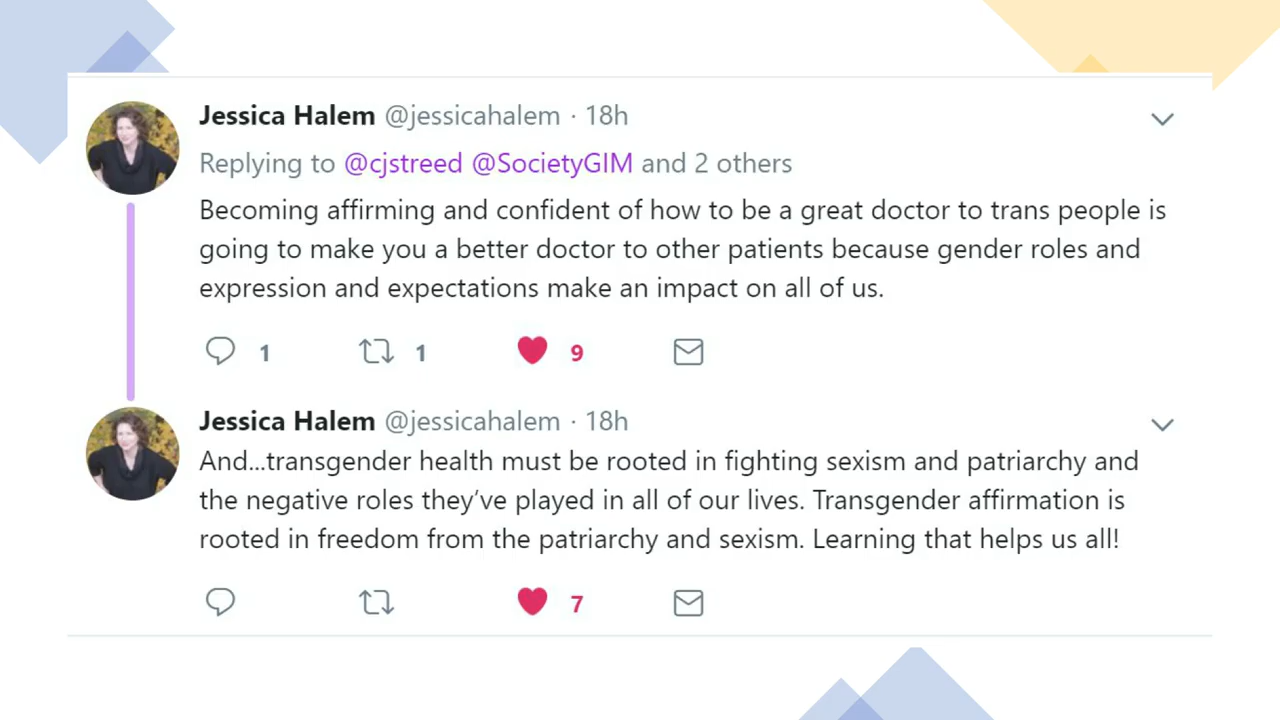 Jessica Halem @jessicahalem · 18h
Replying to @cjstreed @SocietyGIM and 2 others
Becoming affirming and confident of how to be a great doctor to trans people is
going to make you a better doctor to other patients because gender roles and
expression and expectations make an impact on all of us.
1 1 9
Jessica Halem @jessicahalem · 18h
And...transgender health must be rooted in fighting sexism and patriarchy and
the negative roles they've played in all of our lives. Transgender affirmation is
rooted in freedom from the patriarchy and sexism. Learning that helps us all!
7